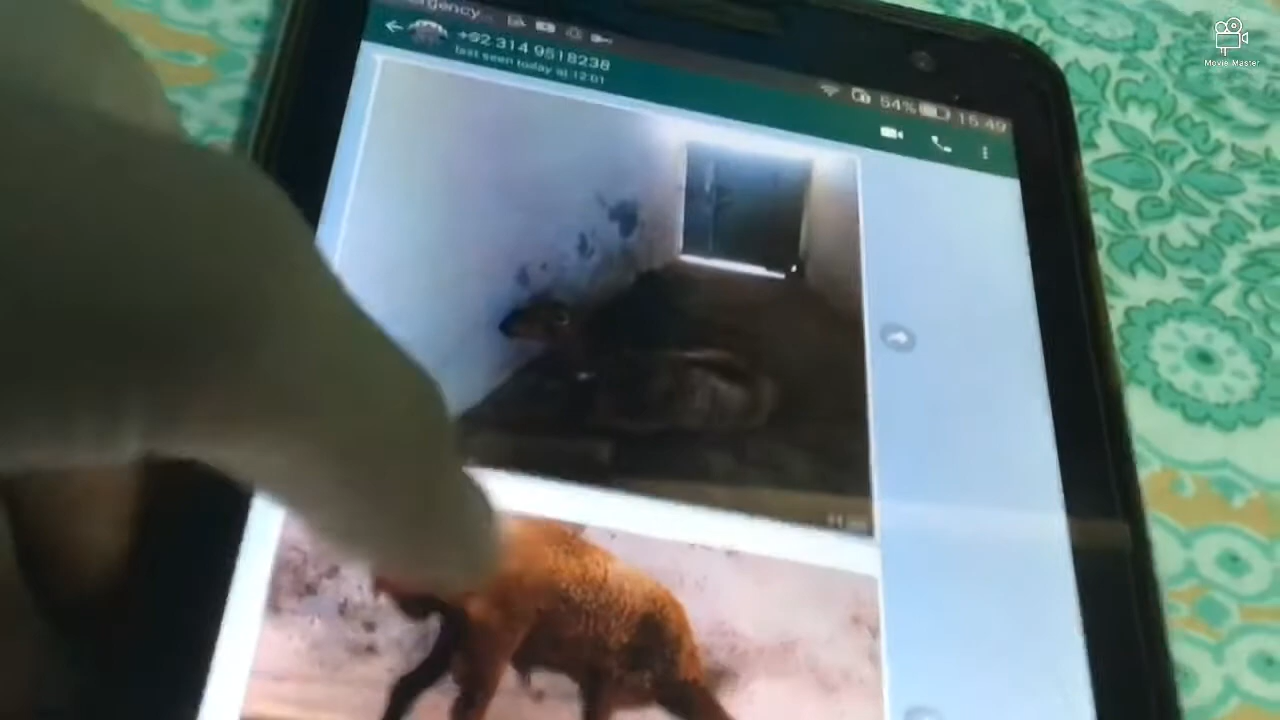 +92 314 9518238
last seen today at 12:01
54%
15:49
Movie Master